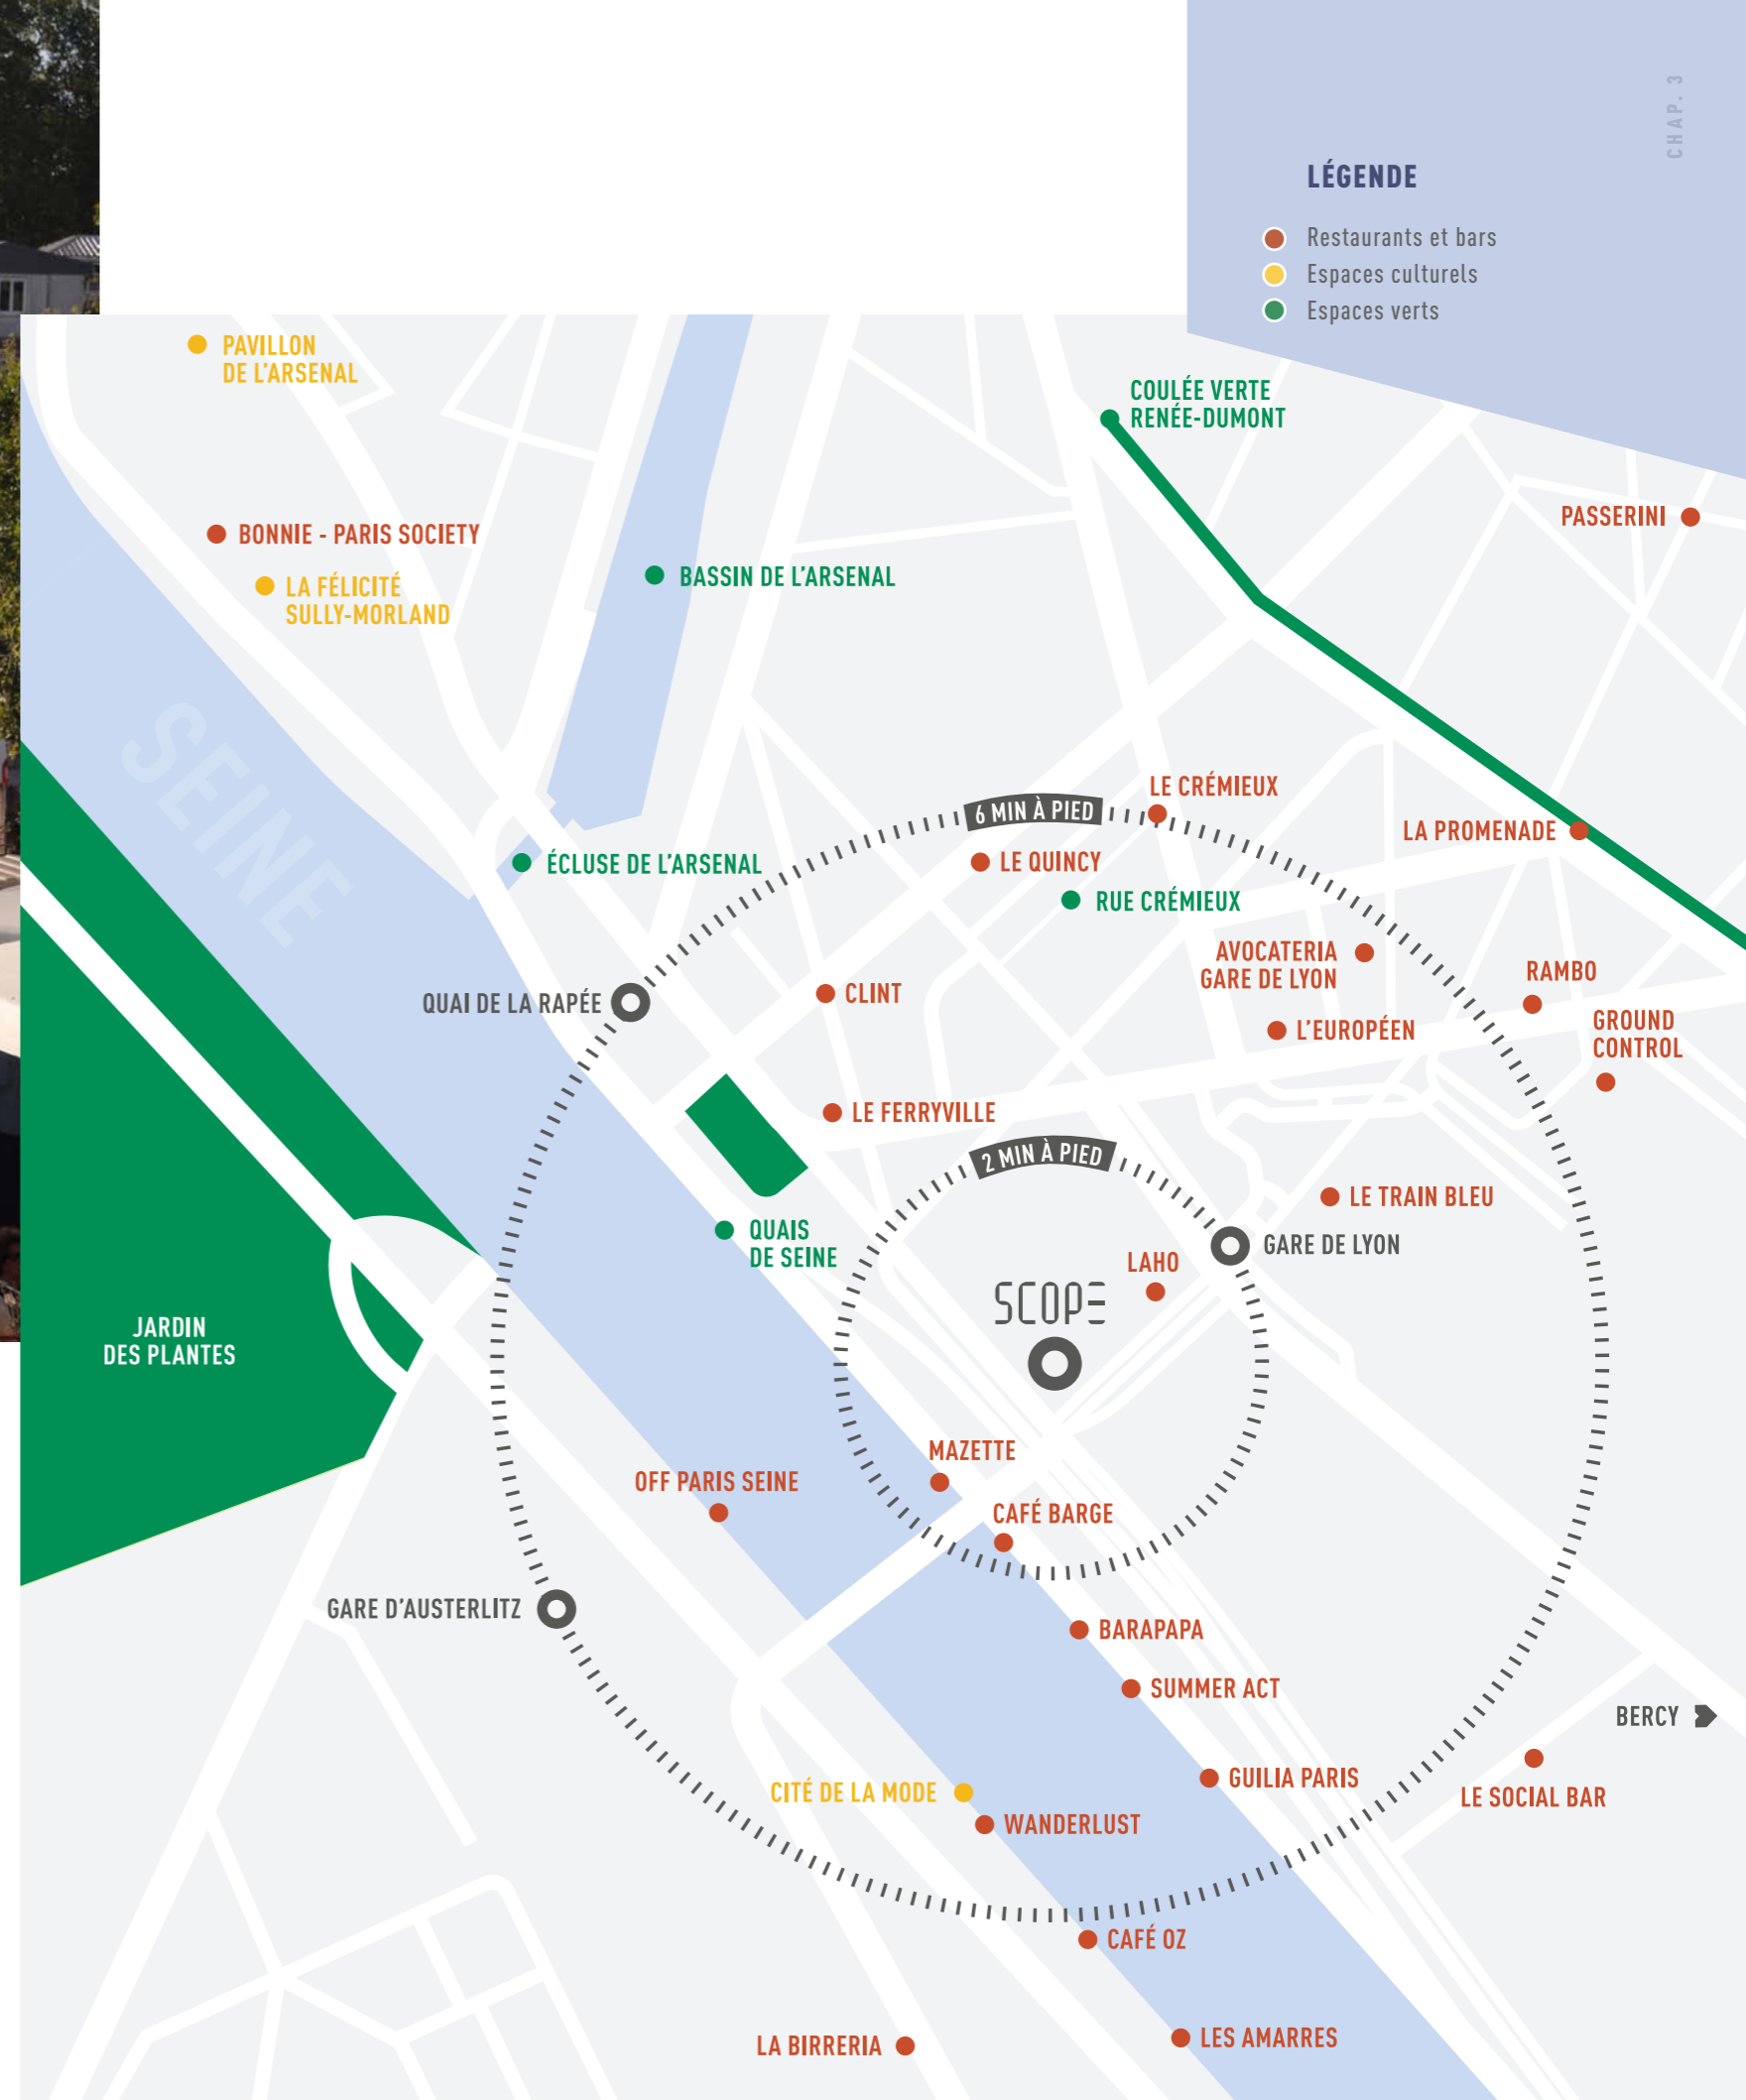 CHAP. 3
LÉGENDE
Restaurants et bars
Espaces culturels
Espaces verts
PAVILLON
DE L'ARSENAL
COULÉE VERTE
RENÉE-DUMONT
PASSERINI
BONNIE - PARIS SOCIETY
LA FÉLICITÉ
SULLY-MORLAND
BASSIN DE L'ARSENAL
SEINE
LE CRÉMIEUX
6 MIN À PIED
LA PROMENADE
LE QUINCY
ÉCLUSE DE L'ARSENAL
RUE CRÉMIEUX
AVOCATERIA
GARE DE LYON
RAMBO
QUAI DE LA RAPÉE
CLINT
L'EUROPÉEN
GROUND
CONTROL
LE FERRYVILLE
2 MIN À PIED
LE TRAIN BLEU
QUAIS
DE SEINE
GARE DE LYON
LAHO
SCOPE
JARDIN
DES PLANTES
MAZETTE
OFF PARIS SEINE
CAFÉ BARGE
GARE D'AUSTERLITZ
BARAPAPA
SUMMER ACT
BERCY
GUILIA PARIS
CITÉ DE LA MODE
LE SOCIAL BAR
WANDERLUST
CAFÉ OZ
LES AMARRES
LA BIRRERIA